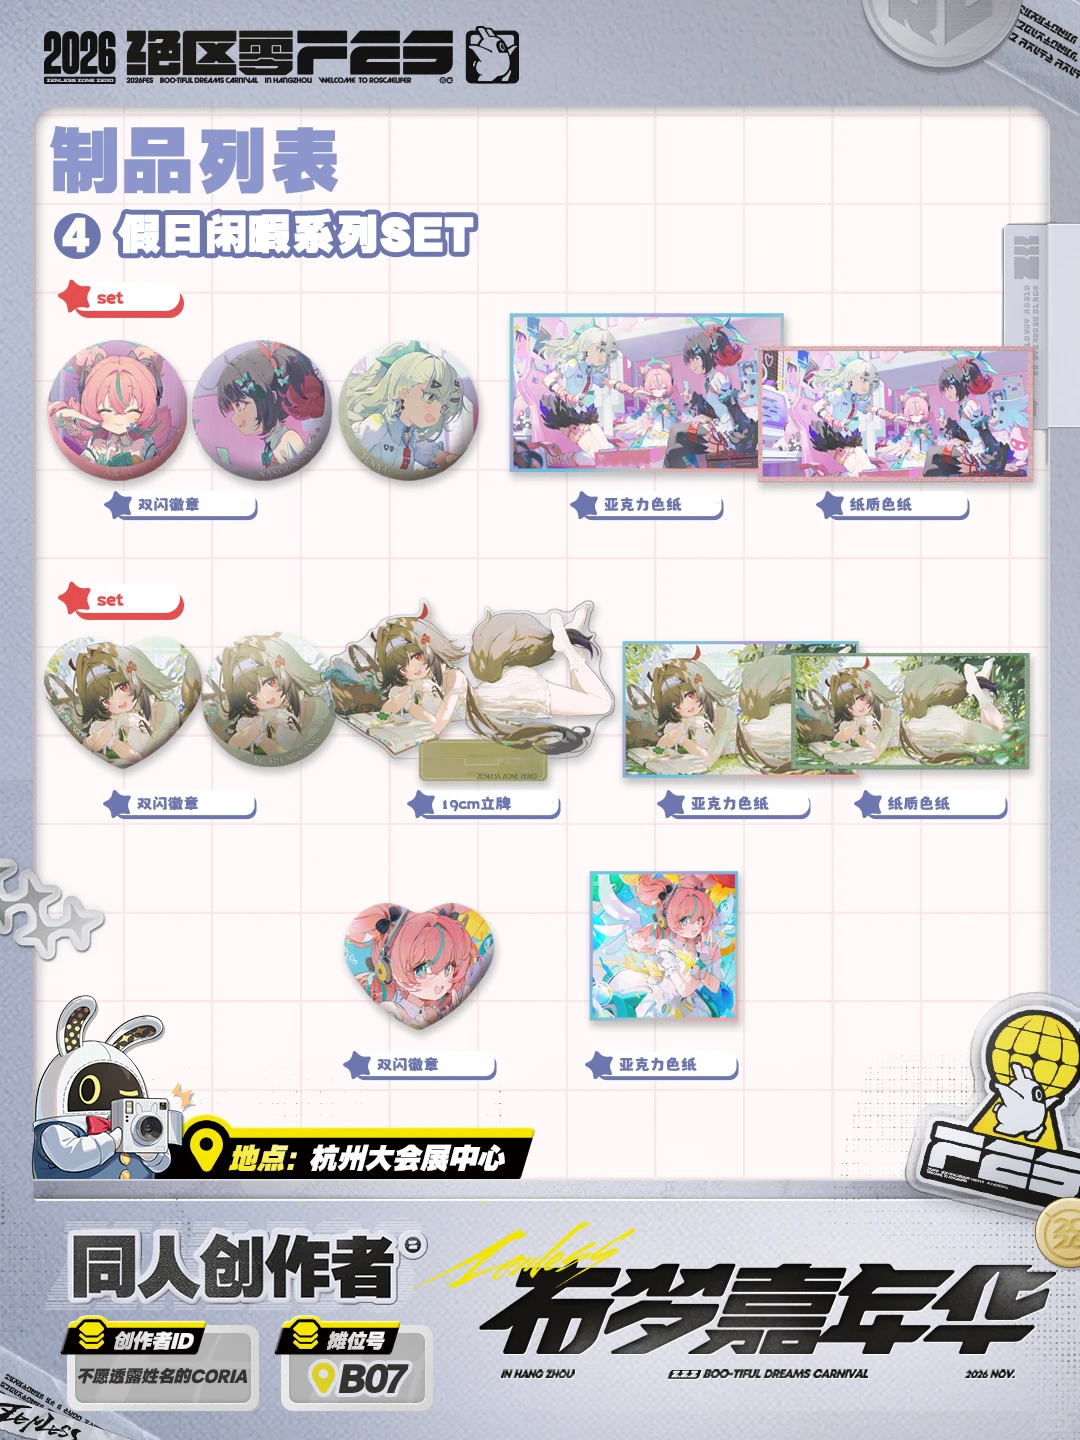 2026 绝区零FES
ZENLESS ZONE ZERO 2026FES BOO-TIFUL DREAMS CARNIVAL IN HANGZHOU WELCOME TO ROSCAELIFER
制品列表
4 假日闲暇系列SET
set
SUNNA
双闪徽章
亚克力色纸
纸质色纸
set
ZENLESS ZONE ZERO
双闪徽章
19cm立牌
亚克力色纸
纸质色纸
双闪徽章
亚克力色纸
地点：杭州大会展中心
FES
同人创作者
Zenless
布梦嘉年华
创作者ID
摊位号
不愿透露姓名的CORIA
B07
IN HANG ZHOU
BOO-TIFUL DREAMS CARNIVAL
2026 NOV.